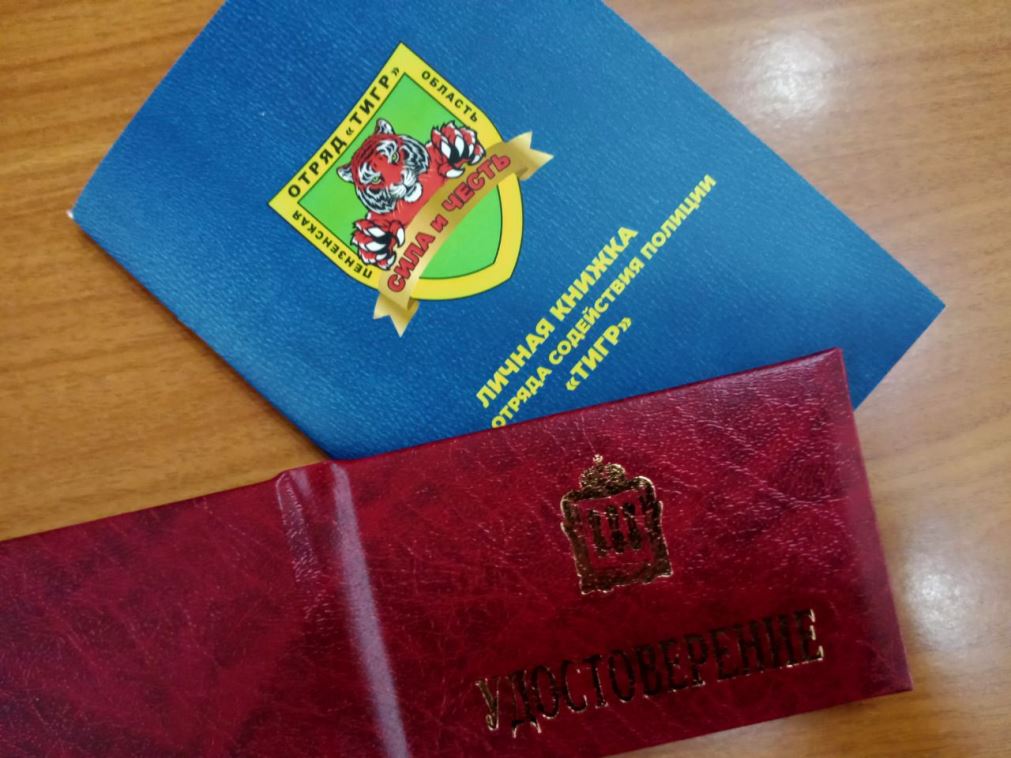 ОТРЯД «ТИГР»
ПЕНЗЕНСКАЯ
ОБЛАСТЬ
СИЛА и ЧЕСТЬ
ЛИЧНАЯ КНИЖКА
ОТРЯДА СОДЕЙСТВИЯ ПОЛИЦИИ
«ТИГР»
УДОСТОВЕРЕНИЕ